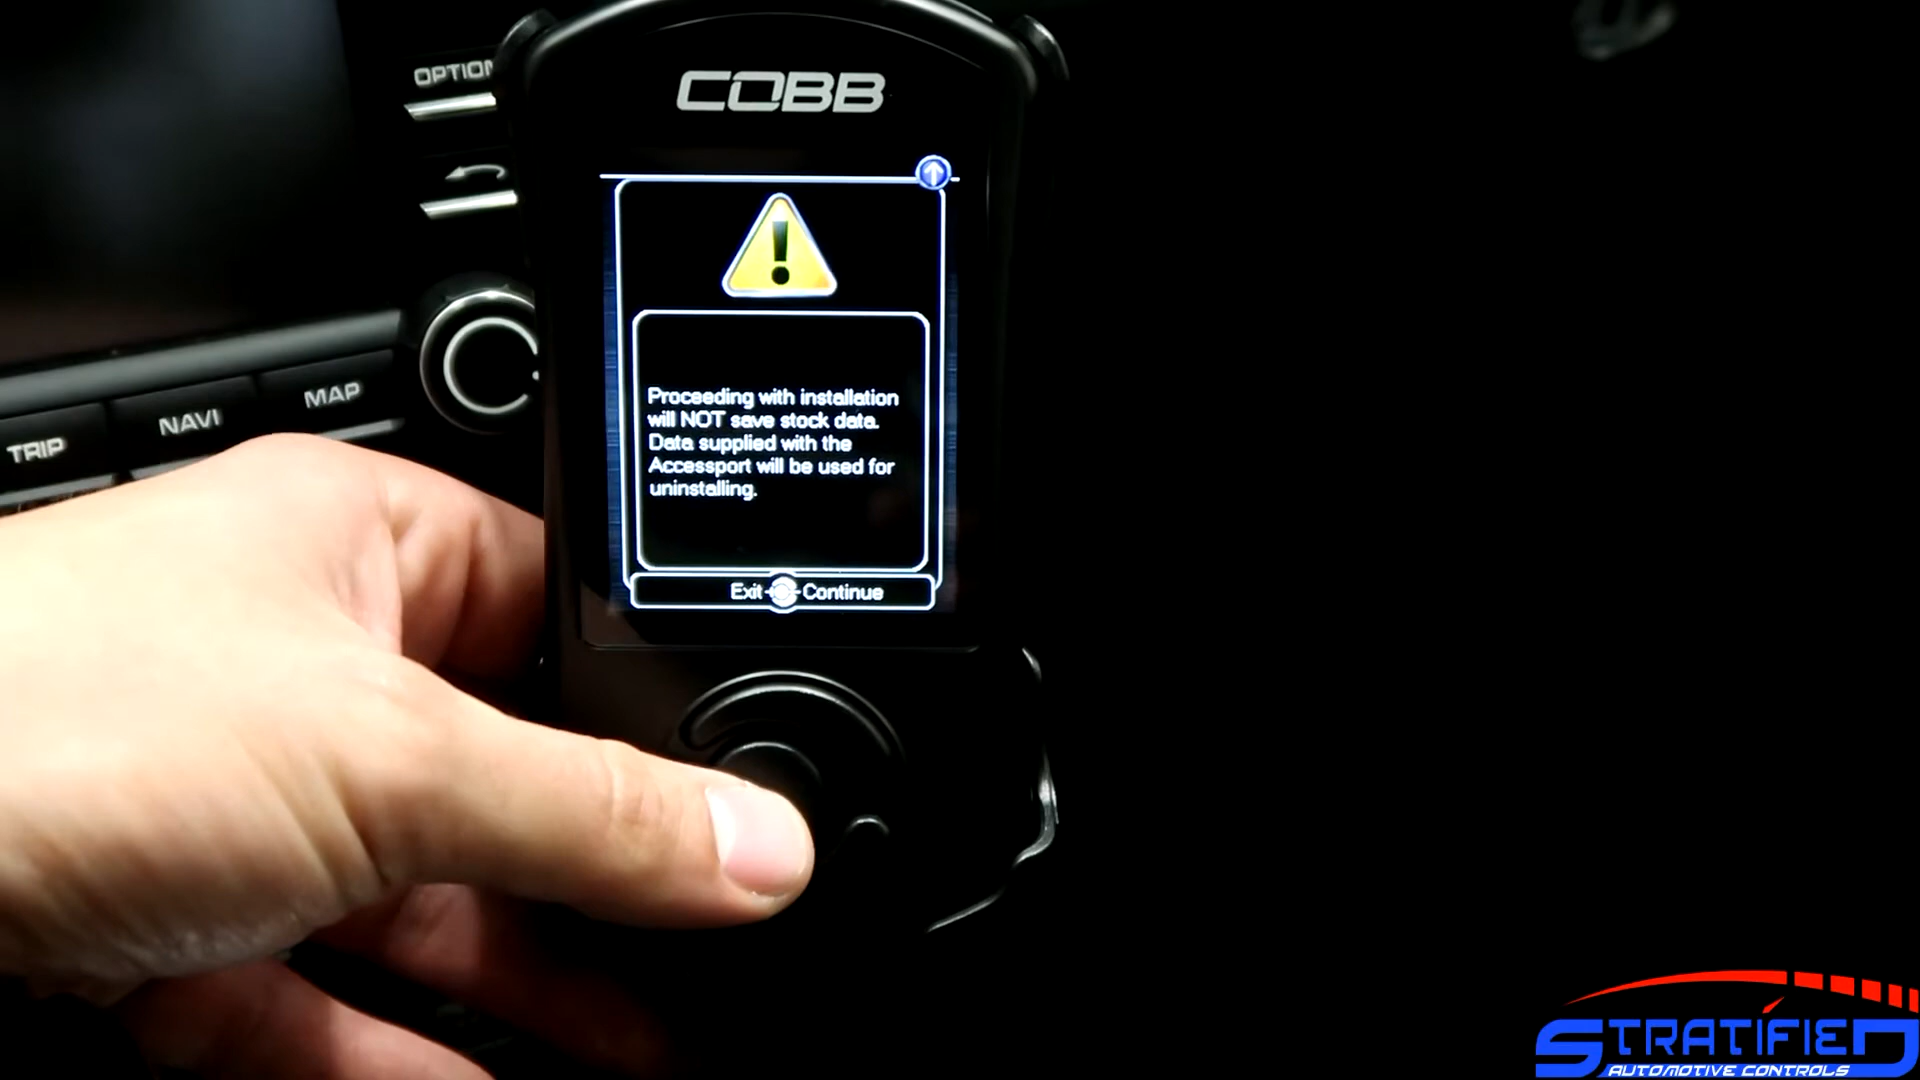 OPTION
COBB
TRIP
NAVI
MAP
Proceeding with installation
will NOT save stock data.
Data supplied with the
Accessport will be used for
uninstalling.
Exit Continue
STRATIFIED
AUTOMOTIVE CONTROLS